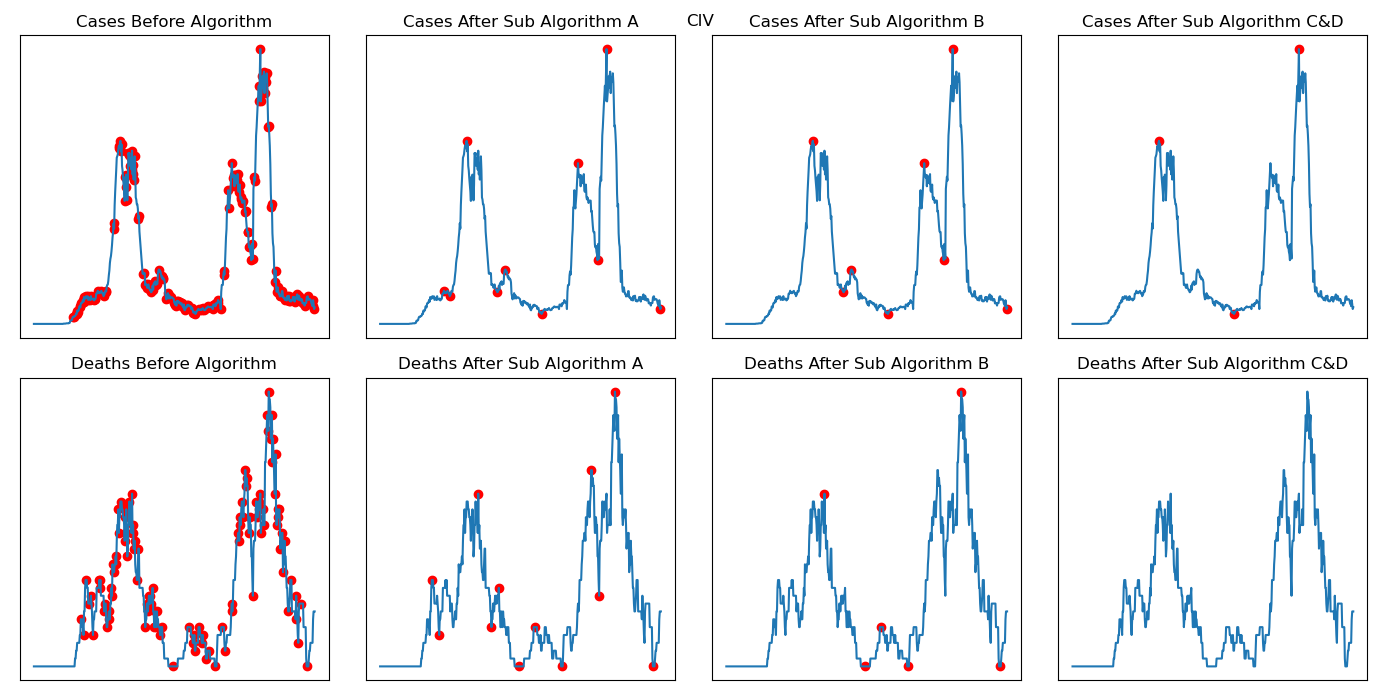 CIV
Cases Before Algorithm
Cases After Sub Algorithm A
Cases After Sub Algorithm B
Cases After Sub Algorithm C&D
Deaths Before Algorithm
Deaths After Sub Algorithm A
Deaths After Sub Algorithm B
Deaths After Sub Algorithm C&D